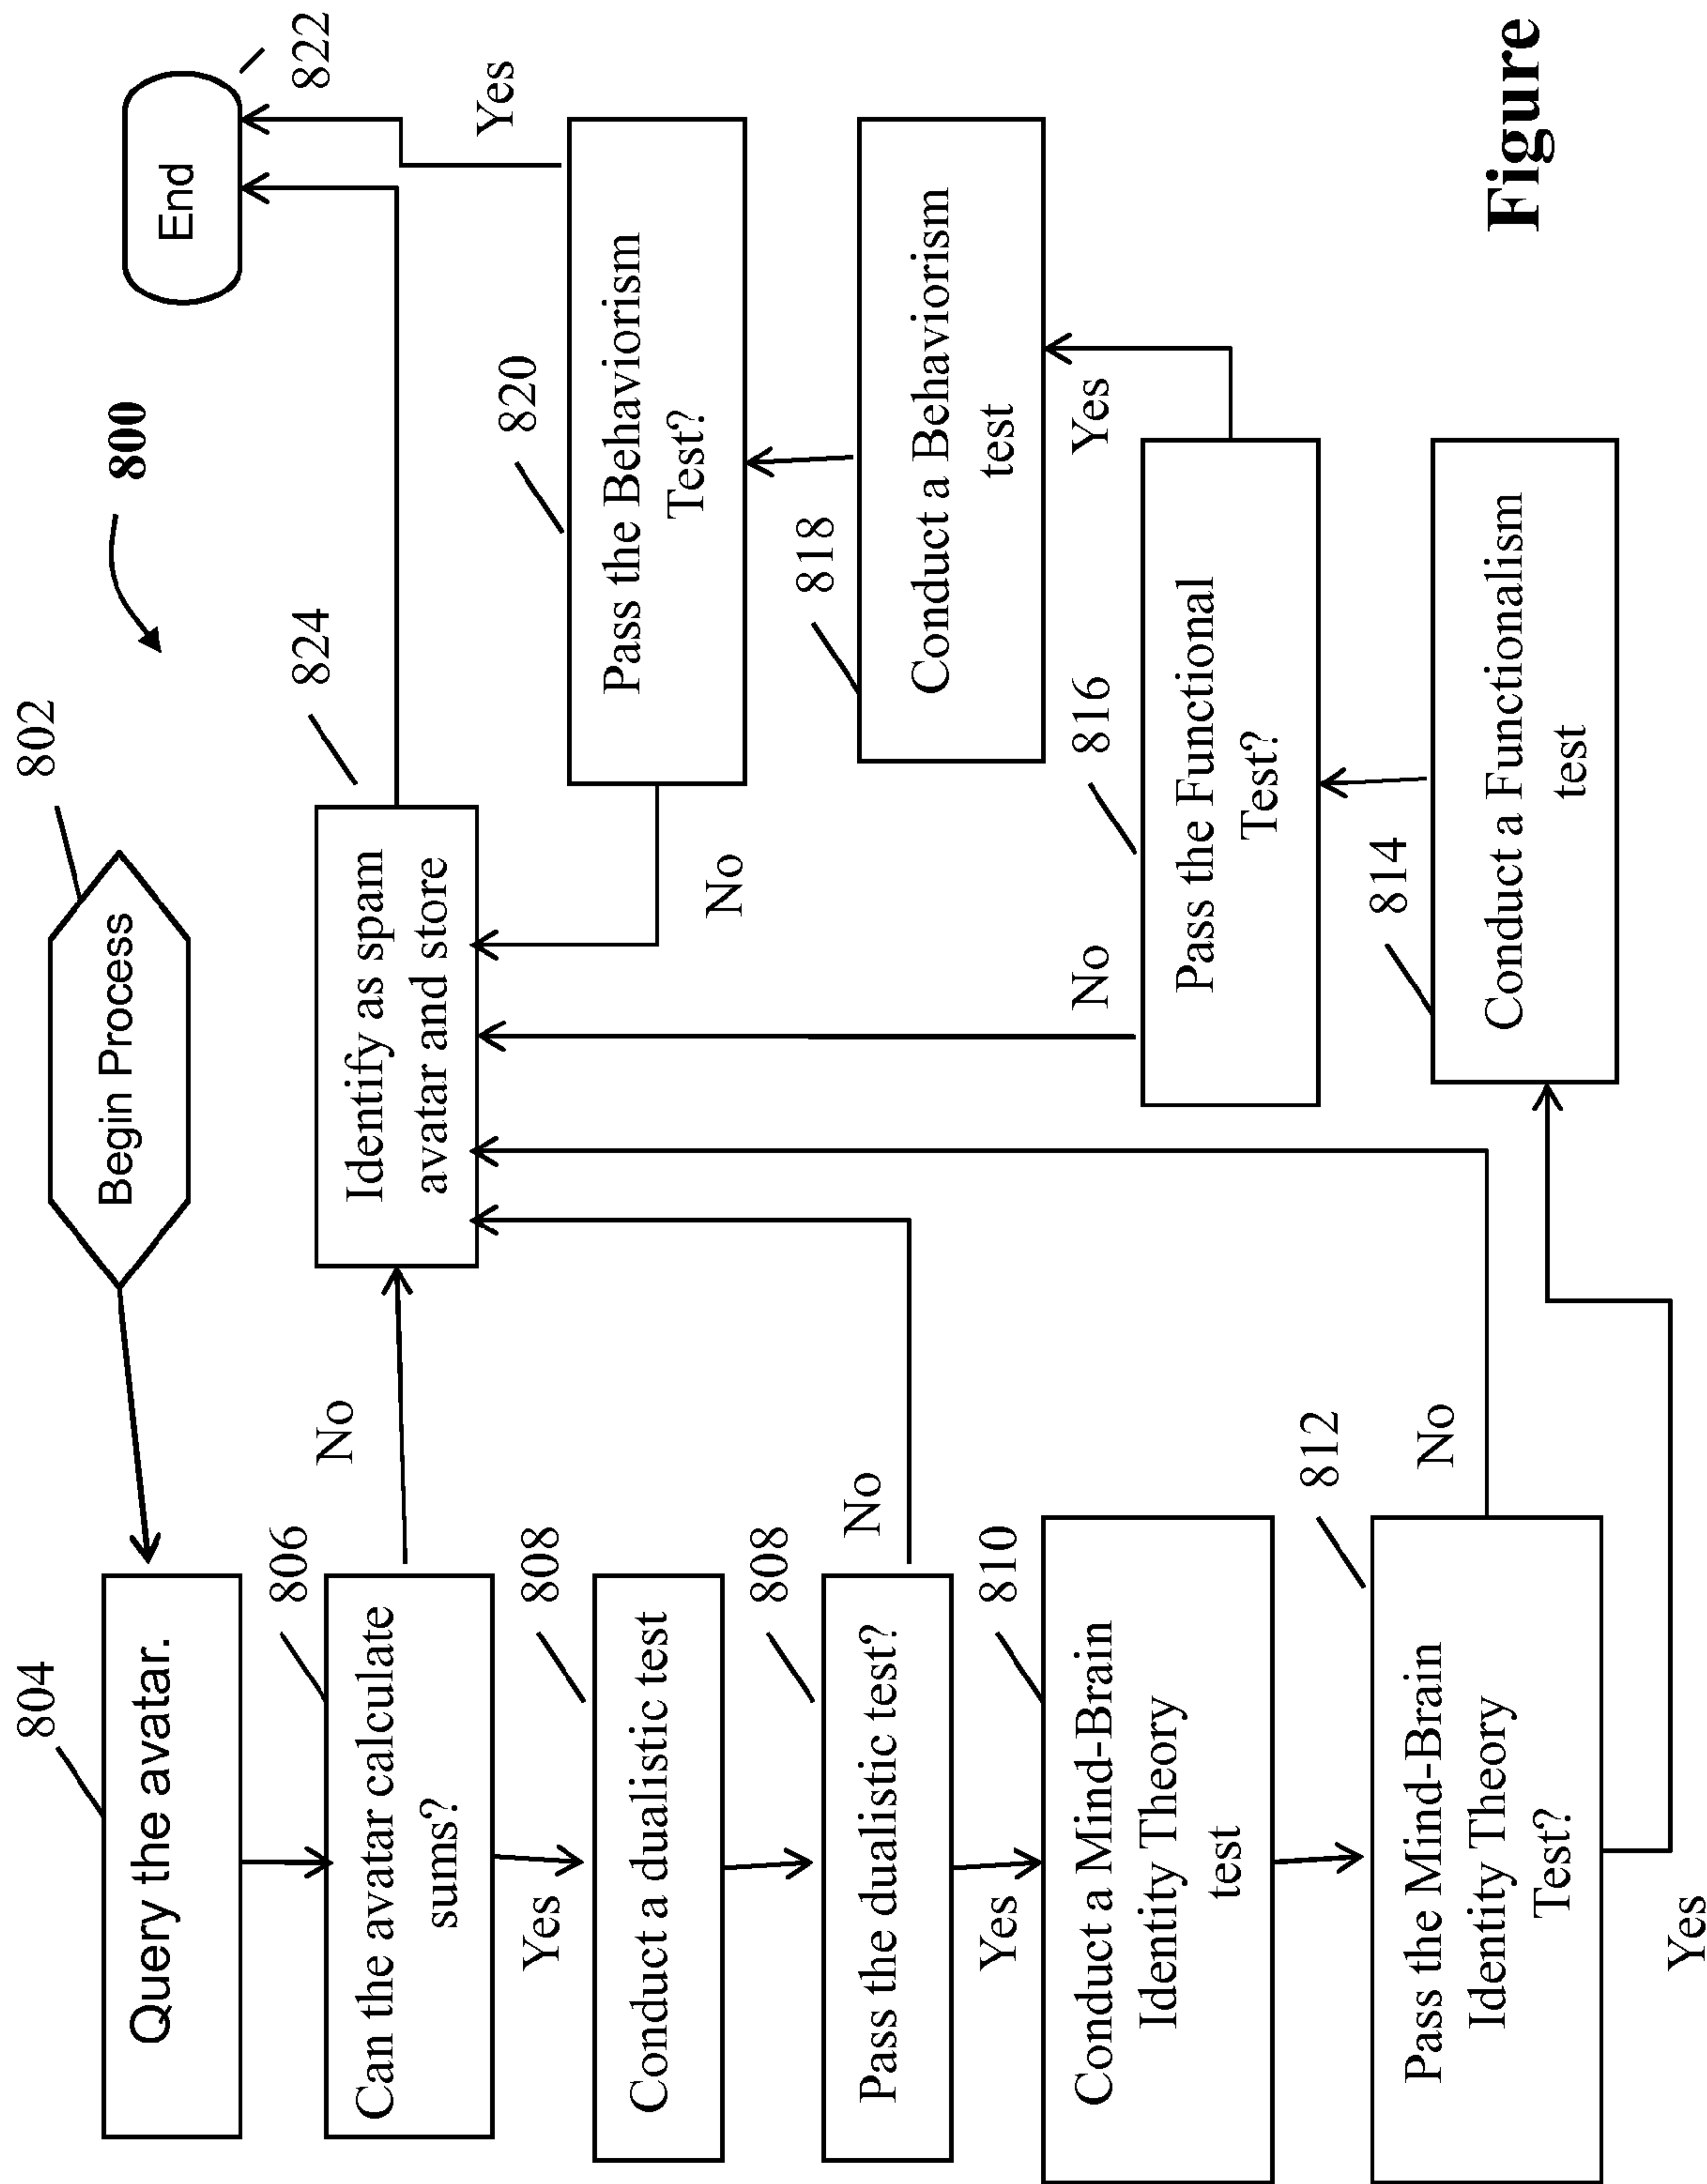 800
802
Begin Process
804
Query the avatar.
806
Can the avatar calculate
sums?
No
Yes
808
Conduct a dualistic test
808
Pass the dualistic test?
No
Yes
810
Conduct a Mind-Brain
Identity Theory
test
812
Pass the Mind-Brain
Identity Theory
Test?
No
Yes
814
Conduct a Functionalism
test
816
Pass the Functional
Test?
No
Yes
818
Conduct a Behaviorism
test
820
Pass the Behaviorism
Test?
No
Yes
824
Identify as spam
avatar and store
822
End
Figure